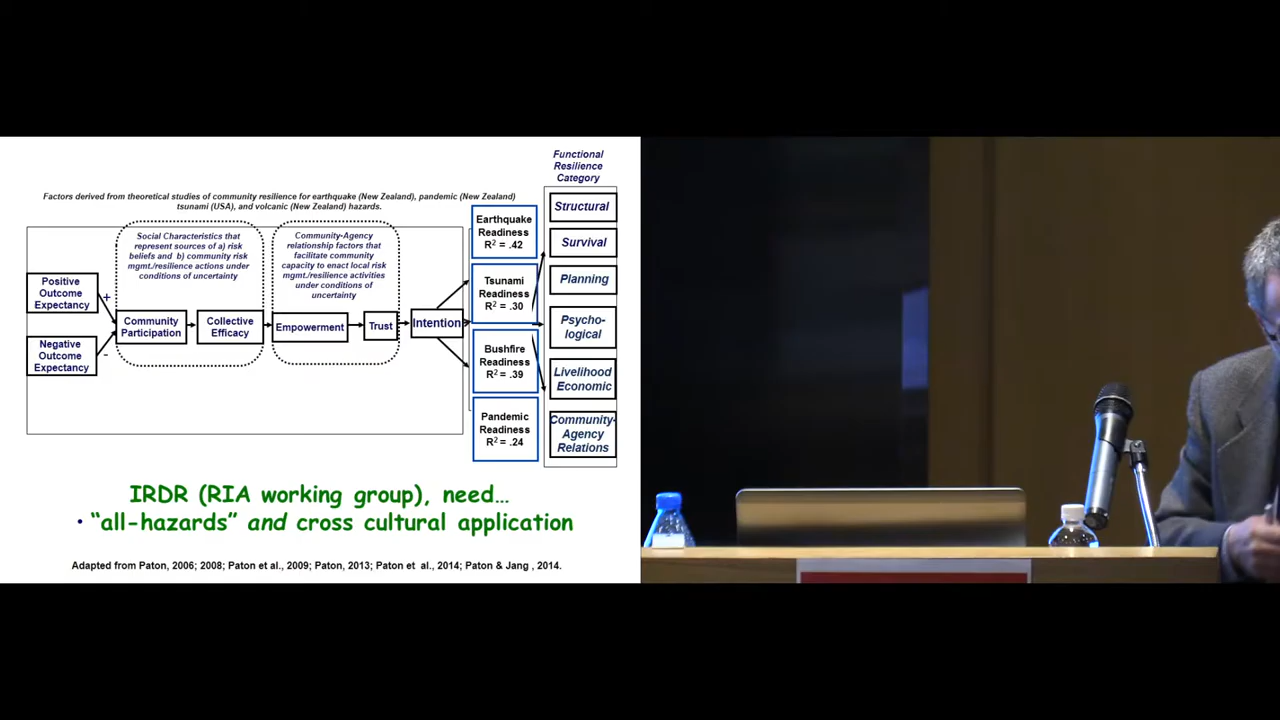 Functional
Resilience
Category
Factors derived from theoretical studies of community resilience for earthquake (New Zealand), pandemic (New Zealand)
tsunami (USA), and volcanic (New Zealand) hazards.
Social Characteristics that
represent sources of a) risk
beliefs and b) community risk
mgmt./resilience actions under
conditions of uncertainty
Community-Agency
relationship factors that
facilitate community
capacity to enact local risk
mgmt./resilience activities
under conditions of
uncertainty
Positive
Outcome
Expectancy
+
Negative
Outcome
Expectancy
-
Community
Participation
Collective
Efficacy
Empowerment
Trust
Intention
Earthquake
Readiness
R² = .42
Tsunami
Readiness
R² = .30
Bushfire
Readiness
R² = .39
Pandemic
Readiness
R² = .24
Structural
Survival
Planning
Psycho-
logical
Livelihood
Economic
Community-
Agency
Relations
IRDR (RIA working group), need…
• “all-hazards” and cross cultural application
Adapted from Paton, 2006; 2008; Paton et al., 2009; Paton, 2013; Paton et al., 2014; Paton & Jang , 2014.